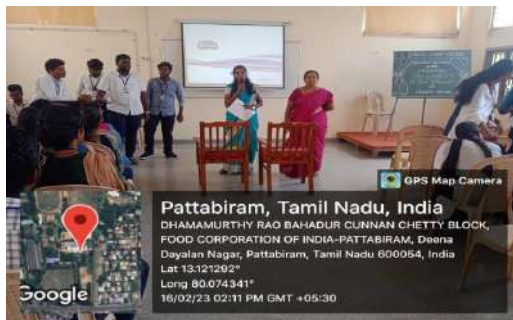 GPS Map Camera
Pattabiram, Tamil Nadu, India
DHAMAMURTHY RAO BAHADUR CUNNAN CHETTY BLOCK,
FOOD CORPORATION OF INDIA-PATTABIRAM, Deena
Dayalan Nagar, Pattabiram, Tamil Nadu 600054, India
Lat 13.121292°
Long 80.074341°
16/02/23 02:11 PM GMT +05:30
Google